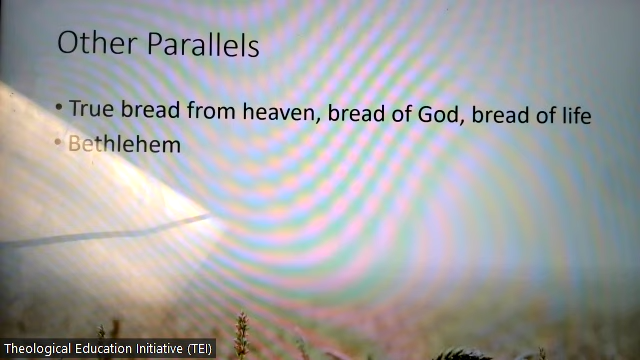 Other Parallels
• True bread from heaven, bread of God, bread of life
• Bethlehem
Theological Education Initiative (TEI)